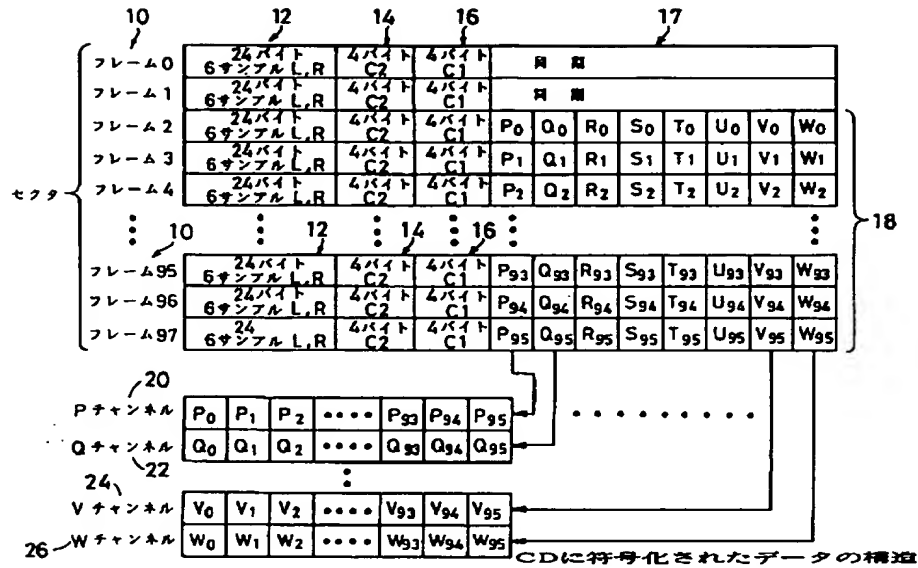 10 12 14 16 17
フレーム0 24バイト 6サンプル L,R 4バイト C2 4バイト C1
フレーム1 24バイト 6サンプル L,R 4バイト C2 4バイト C1
フレーム2 24バイト 6サンプル L,R 4バイト C2 4バイト C1 P0 Q0 R0 S0 T0 U0 V0 W0
フレーム3 24バイト 6サンプル L,R 4バイト C2 4バイト C1 P1 Q1 R1 S1 T1 U1 V1 W1
セクタ フレーム4 24バイト 6サンプル L,R 4バイト C2 4バイト C1 P2 Q2 R2 S2 T2 U2 V2 W2
18
10 12 14 16
フレーム95 24バイト 6サンプル L,R 4バイト C2 4バイト C1 P93 Q93 R93 S93 T93 U93 V93 W93
フレーム96 24バイト 6サンプル L,R 4バイト C2 4バイト C1 P94 Q94 R94 S94 T94 U94 V94 W94
フレーム97 24 6サンプル L,R 4バイト C2 4バイト C1 P95 Q95 R95 S95 T95 U95 V95 W95
20
Pチャンネル P0 P1 P2 •••• P93 P94 P95
Qチャンネル Q0 Q1 Q2 •••• Q93 Q94 Q95
22
24
Vチャンネル V0 V1 V2 •••• V93 V94 V95
26 Wチャンネル W0 W1 W2 •••• W93 W94 W95
CDに符号化されたデータの構造